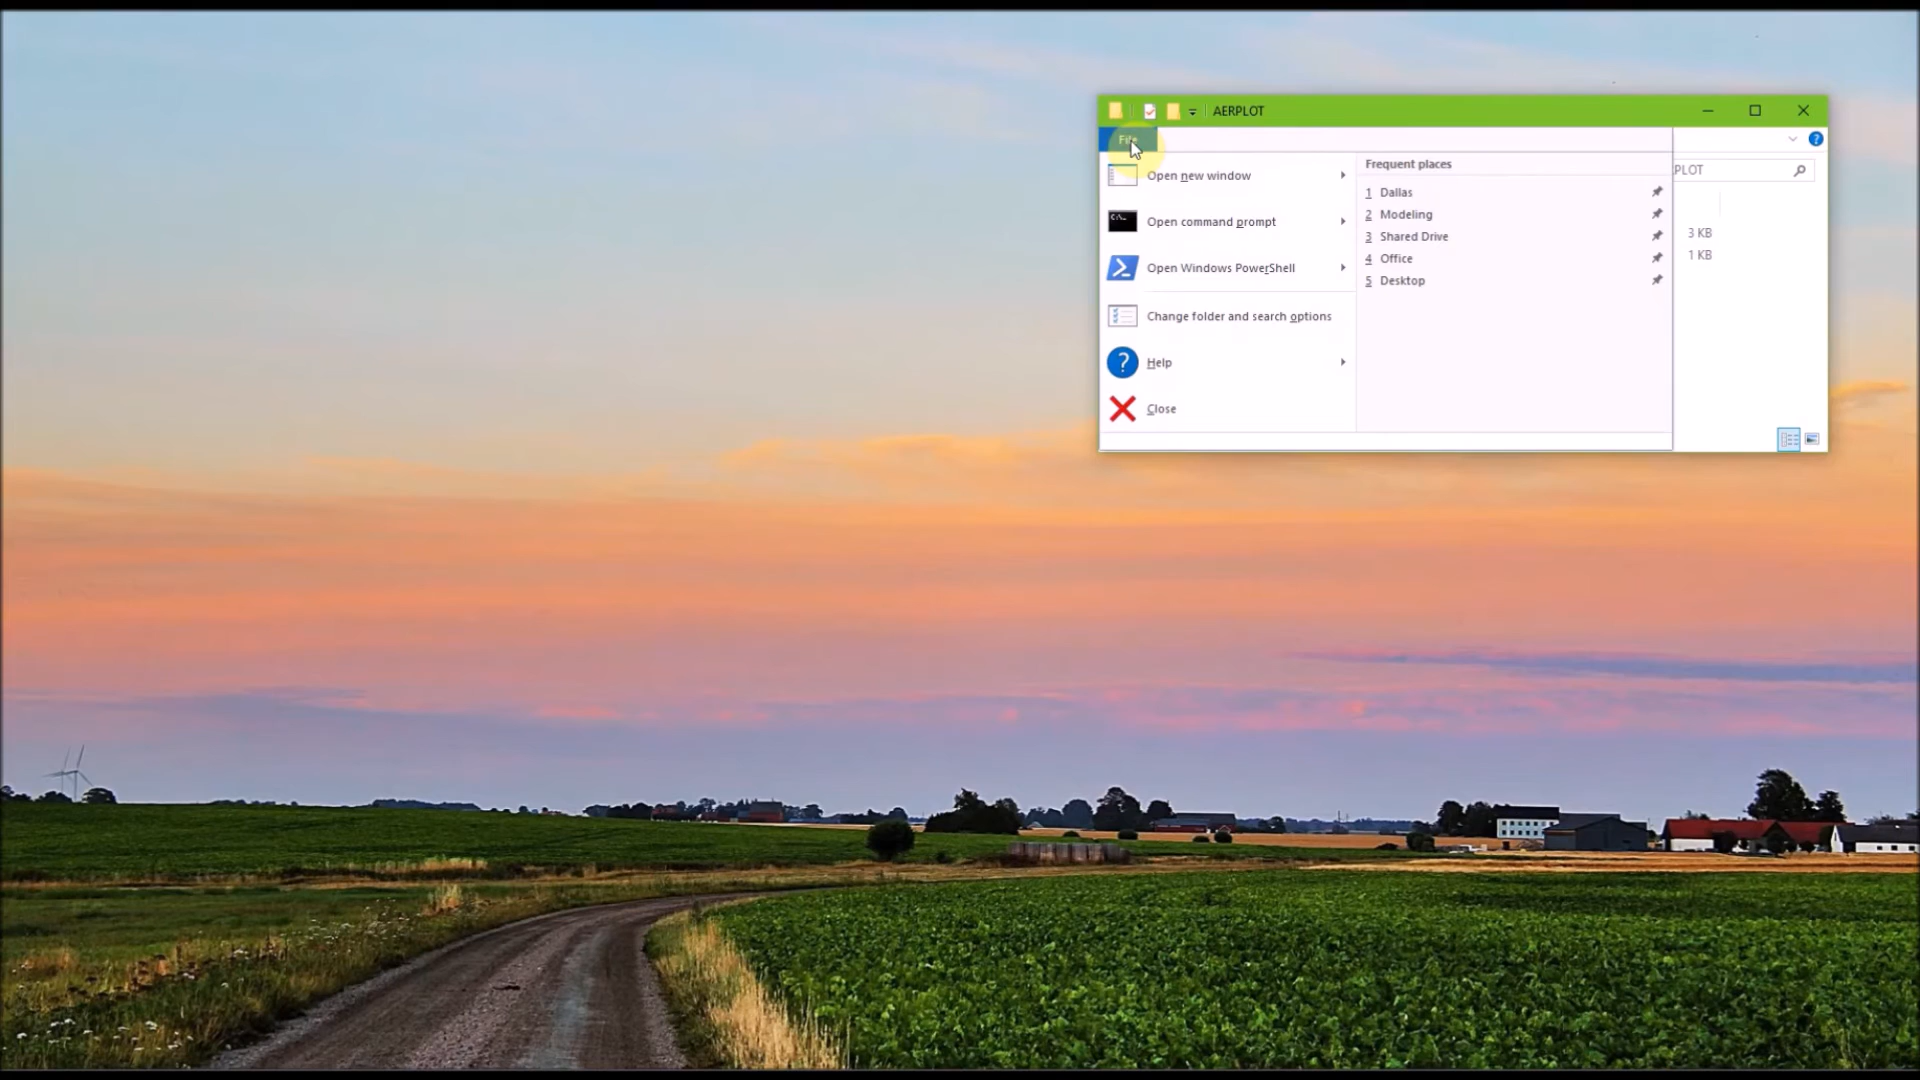 AERPLOT
File
PLOT
Open new window
Open command prompt
Open Windows PowerShell
Change folder and search options
Help
Close
Frequent places
1 Dallas
2 Modeling
3 Shared Drive
4 Office
5 Desktop
3 KB
1 KB